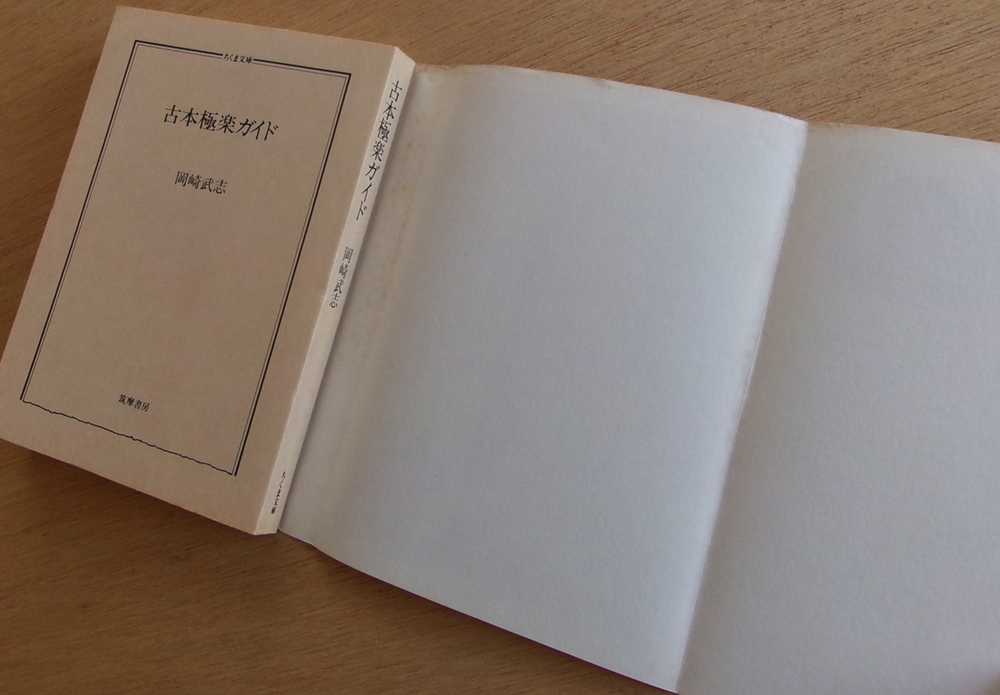 ちくま文庫
古本極楽ガイド
岡崎武志
筑摩書房
古本極楽ガイド
岡崎武志
ちくま文庫